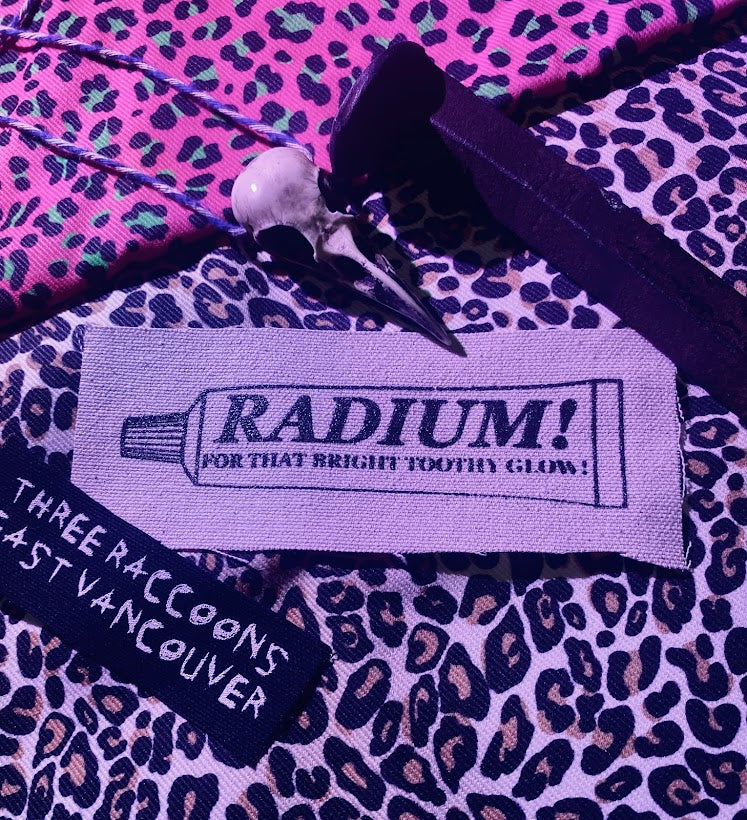 RADIUM!
FOR THAT BRIGHT TOOTHY GLOW!
THREE RACCOONS
EAST VANCOUVER